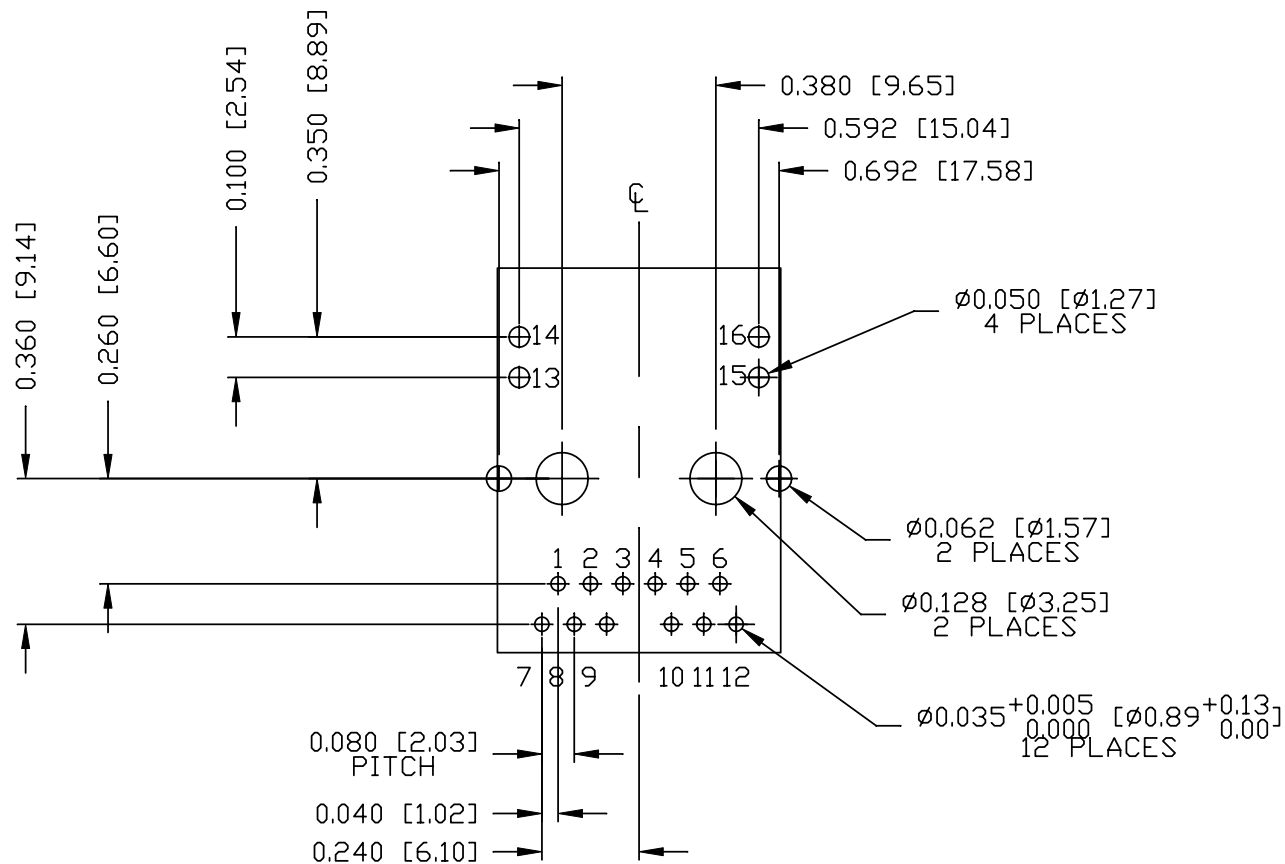 0.350 [8.89]
0.100 [2.54]
0.380 [9.65]
0.592 [15.04]
0.692 [17.58]
℄
0.360 [9.14]
0.260 [6.60]
Ø0.050 [Ø1.27]
4 PLACES
14
16
13
15
Ø0.062 [Ø1.57]
2 PLACES
1 2 3 4 5 6
Ø0.128 [Ø3.25]
2 PLACES
7 8 9 10 11 12
Ø0.035 +0.005 0.000 [Ø0.89 +0.13 0.00]
12 PLACES
0.080 [2.03]
PITCH
0.040 [1.02]
0.240 [6.10]